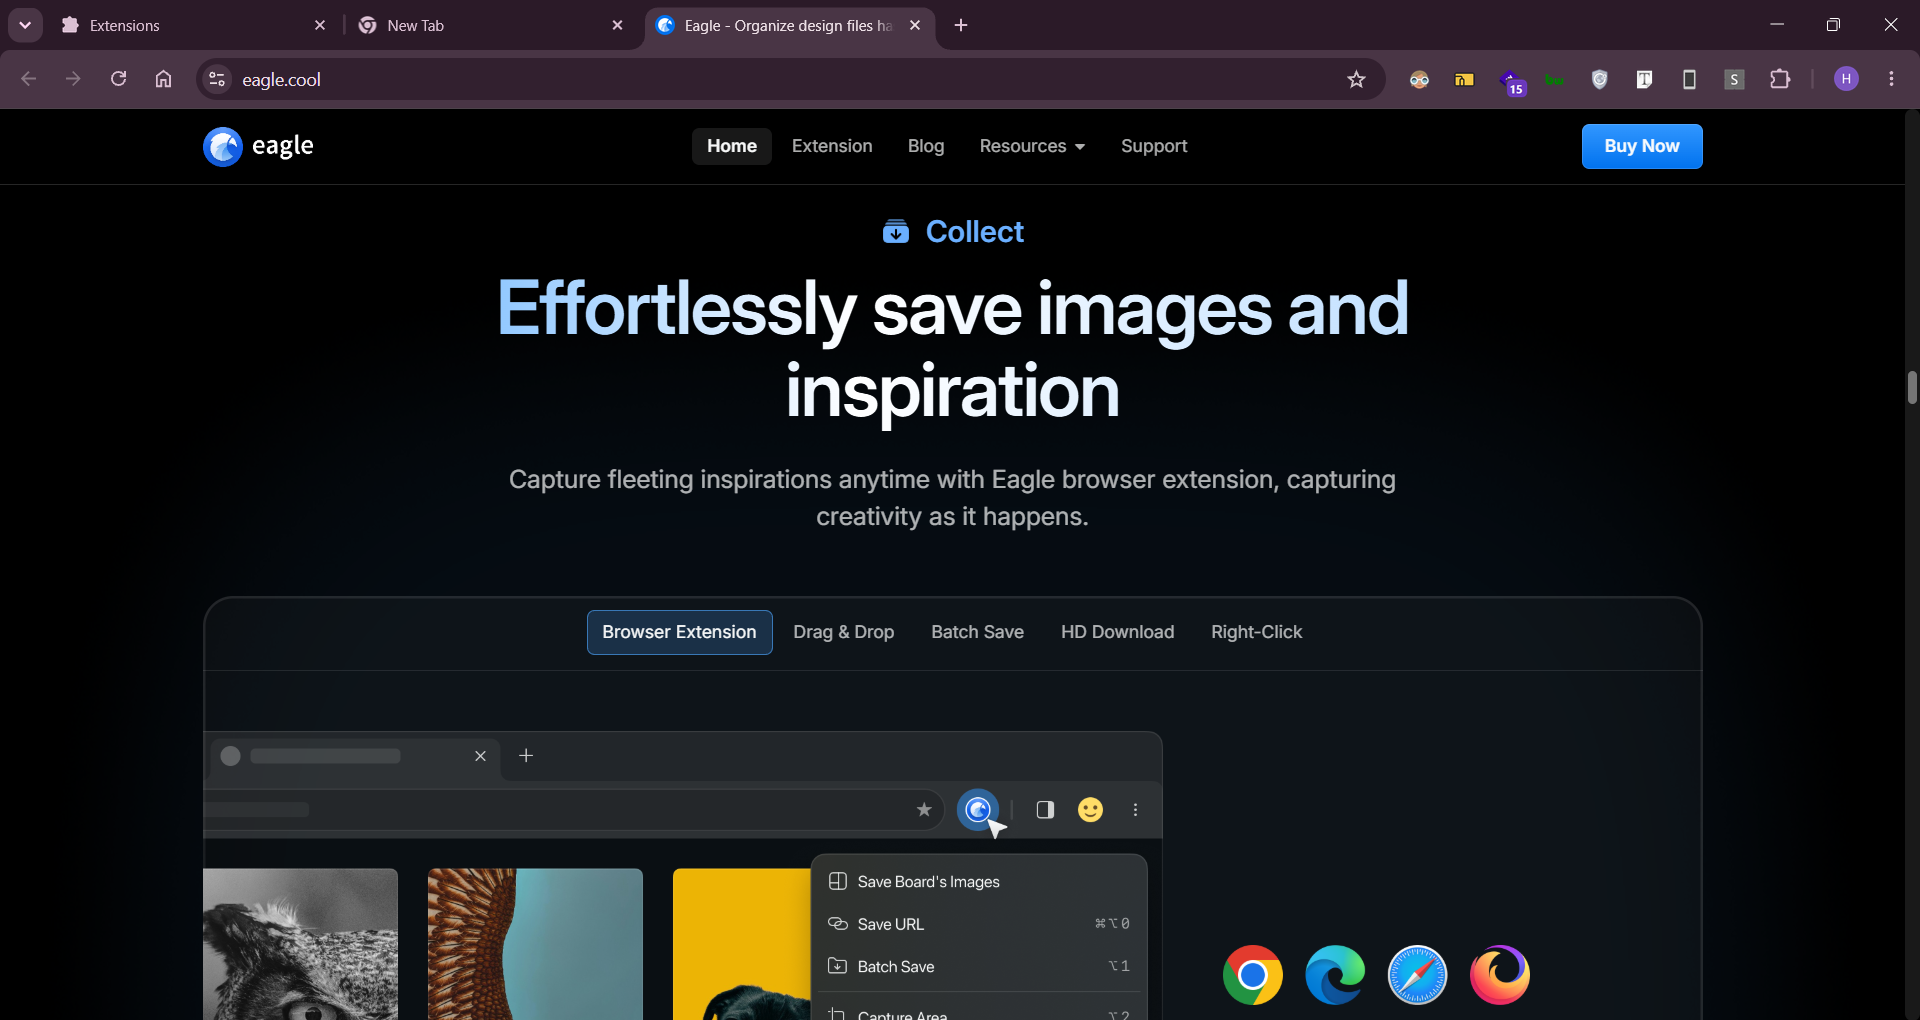 Extensions
New Tab
Eagle - Organize design files ha
eagle.cool
15
bw
T
S
H
eagle
Home
Extension
Blog
Resources
Support
Buy Now
Collect
Effortlessly save images and
inspiration
Capture fleeting inspirations anytime with Eagle browser extension, capturing
creativity as it happens.
Browser Extension
Drag & Drop
Batch Save
HD Download
Right-Click
Save Board's Images
Save URL ⌘⌥0
Batch Save ⌥1
Capture Area ⌥2